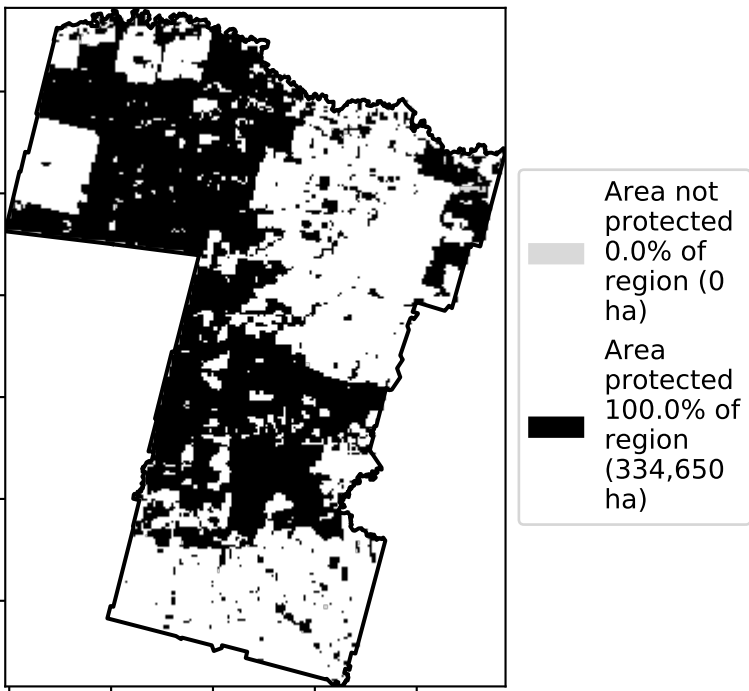 Area not
protected
0.0% of
region (0
ha)
Area
protected
100.0% of
region
(334,650
ha)